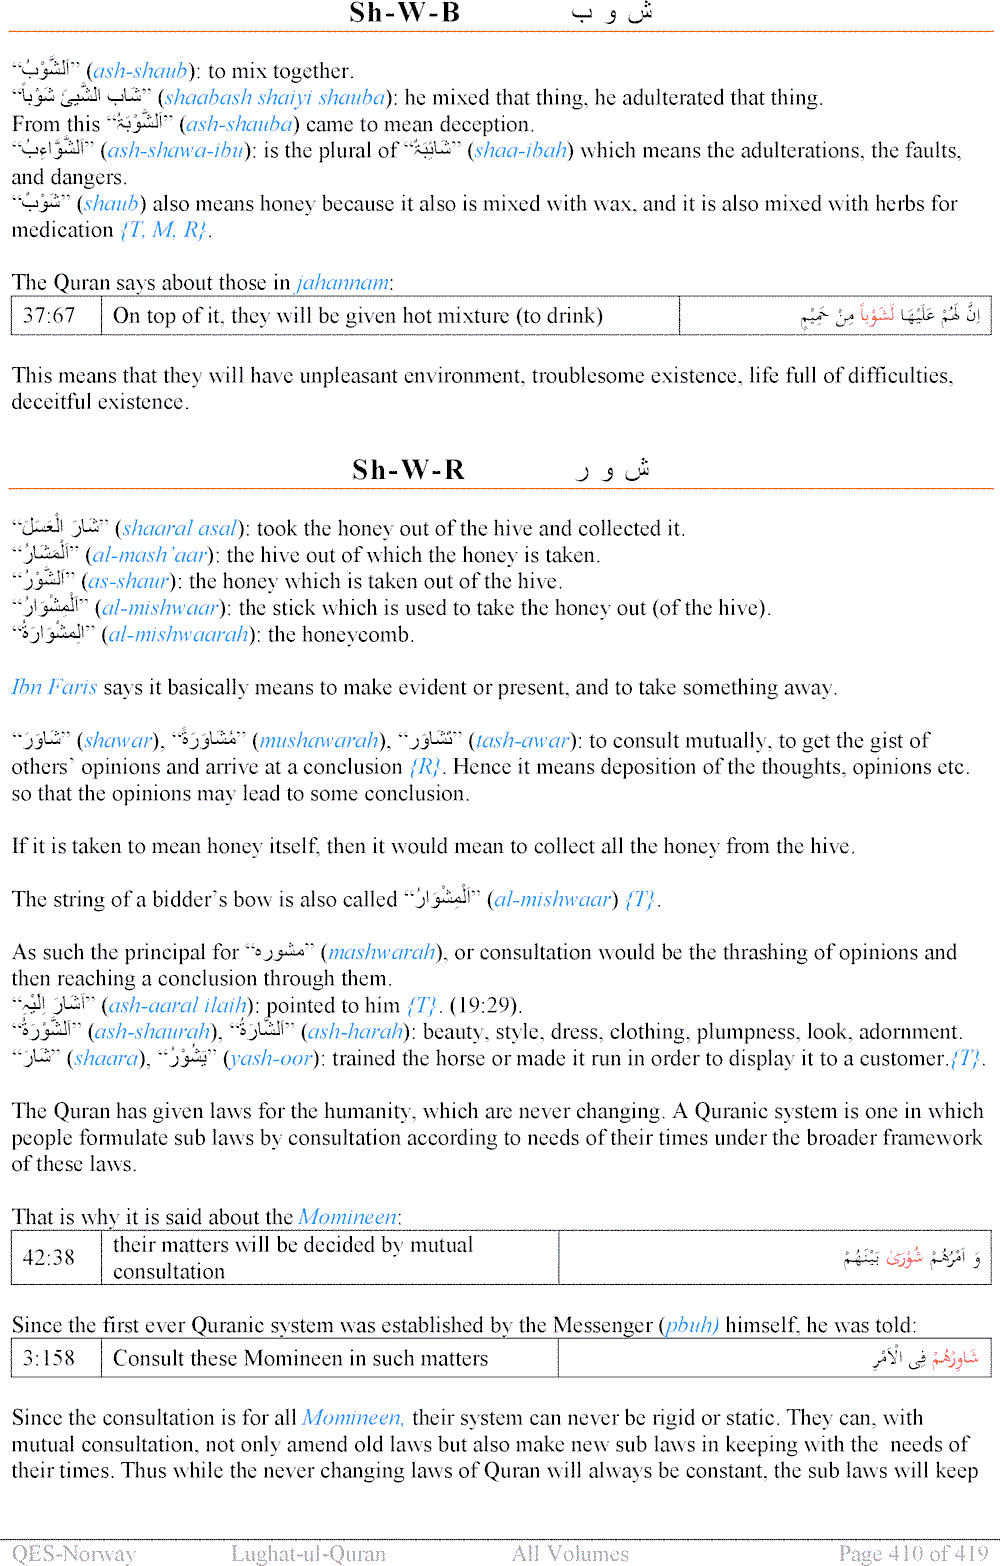 Sh-W-B ش و ب
“اَلشَّوْبُ” (ash-shaub): to mix together.
“شَاب الشَّيِئَ شَوْباً” (shaabash shaiyi shauba): he mixed that thing, he adulterated that thing.
From this “اَلشَّوْبَۃُ” (ash-shauba) came to mean deception.
“اَلشَّوَّاءِبُ” (ash-shawa-ibu): is the plural of “شَائِبَۃُ” (shaa-ibah) which means the adulterations, the faults,
and dangers.
“شَوْبٌ” (shaub) also means honey because it also is mixed with wax, and it is also mixed with herbs for
medication {T, M, R}.
The Quran says about those in jahannam:
37:67 On top of it, they will be given hot mixture (to drink) اِنَّ لَهُمْ عَلَيْهَا لَشَوْباً مِنْ حَمِيْمٍ
This means that they will have unpleasant environment, troublesome existence, life full of difficulties,
deceitful existence.
Sh-W-R ش و ر
“شَارَ الْعَسَلَ” (shaaral asal): took the honey out of the hive and collected it.
“اَلْمَشَارُ” (al-mash’aar): the hive out of which the honey is taken.
“اَلشَّوْرُ” (as-shaur): the honey which is taken out of the hive.
“اَلْمِشْوَارُ” (al-mishwaar): the stick which is used to take the honey out (of the hive).
“اَلِمشْوَارَةُ” (al-mishwaarah): the honeycomb.
Ibn Faris says it basically means to make evident or present, and to take something away.
“شَاوَرَ” (shawar), “مُشَاوَرَۃً” (mushawarah), “تَشَاوَر” (tash-awar): to consult mutually, to get the gist of
others’ opinions and arrive at a conclusion {R}. Hence it means deposition of the thoughts, opinions etc.
so that the opinions may lead to some conclusion.
If it is taken to mean honey itself, then it would mean to collect all the honey from the hive.
The string of a bidder’s bow is also called “اَلْمِشْوَارُ” (al-mishwaar) {T}.
As such the principal for “مشوره” (mashwarah), or consultation would be the thrashing of opinions and
then reaching a conclusion through them.
“اَشَارَ اِلَيْہِ” (ash-aaral ilaih): pointed to him {T}. (19:29).
“اَلشَّوْرَةُ” (ash-shaurah), “اَلشَّارَةُ” (ash-harah): beauty, style, dress, clothing, plumpness, look, adornment.
“شَارَ” (shaara), “يَشُوْرُ” (yash-oor): trained the horse or made it run in order to display it to a customer.{T}.
The Quran has given laws for the humanity, which are never changing. A Quranic system is one in which
people formulate sub laws by consultation according to needs of their times under the broader framework
of these laws.
That is why it is said about the Momineen:
42:38 their matters will be decided by mutual
consultation وَ اَمْرُهُمْ شُوْرَىٰ بَيْنَهُمْ
Since the first ever Quranic system was established by the Messenger (pbuh) himself, he was told:
3:158 Consult these Momineen in such matters شَاوِرْهُمْ فِى الْاَمْرِ
Since the consultation is for all Momineen, their system can never be rigid or static. They can, with
mutual consultation, not only amend old laws but also make new sub laws in keeping with the needs of
their times. Thus while the never changing laws of Quran will always be constant, the sub laws will keep
QES-Norway Lughat-ul-Quran All Volumes Page 410 of 419